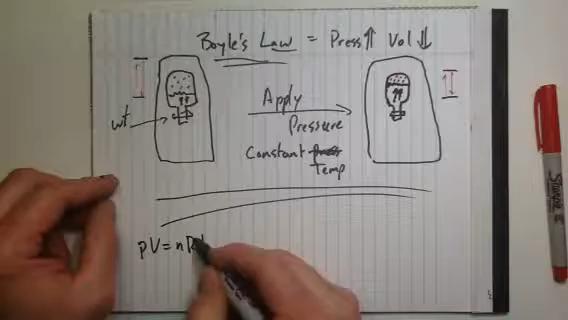 Boyle's Law = Press↑ Vol↓
wt
Apply
Pressure
Constant
Temp
pV=nR
Sharpie